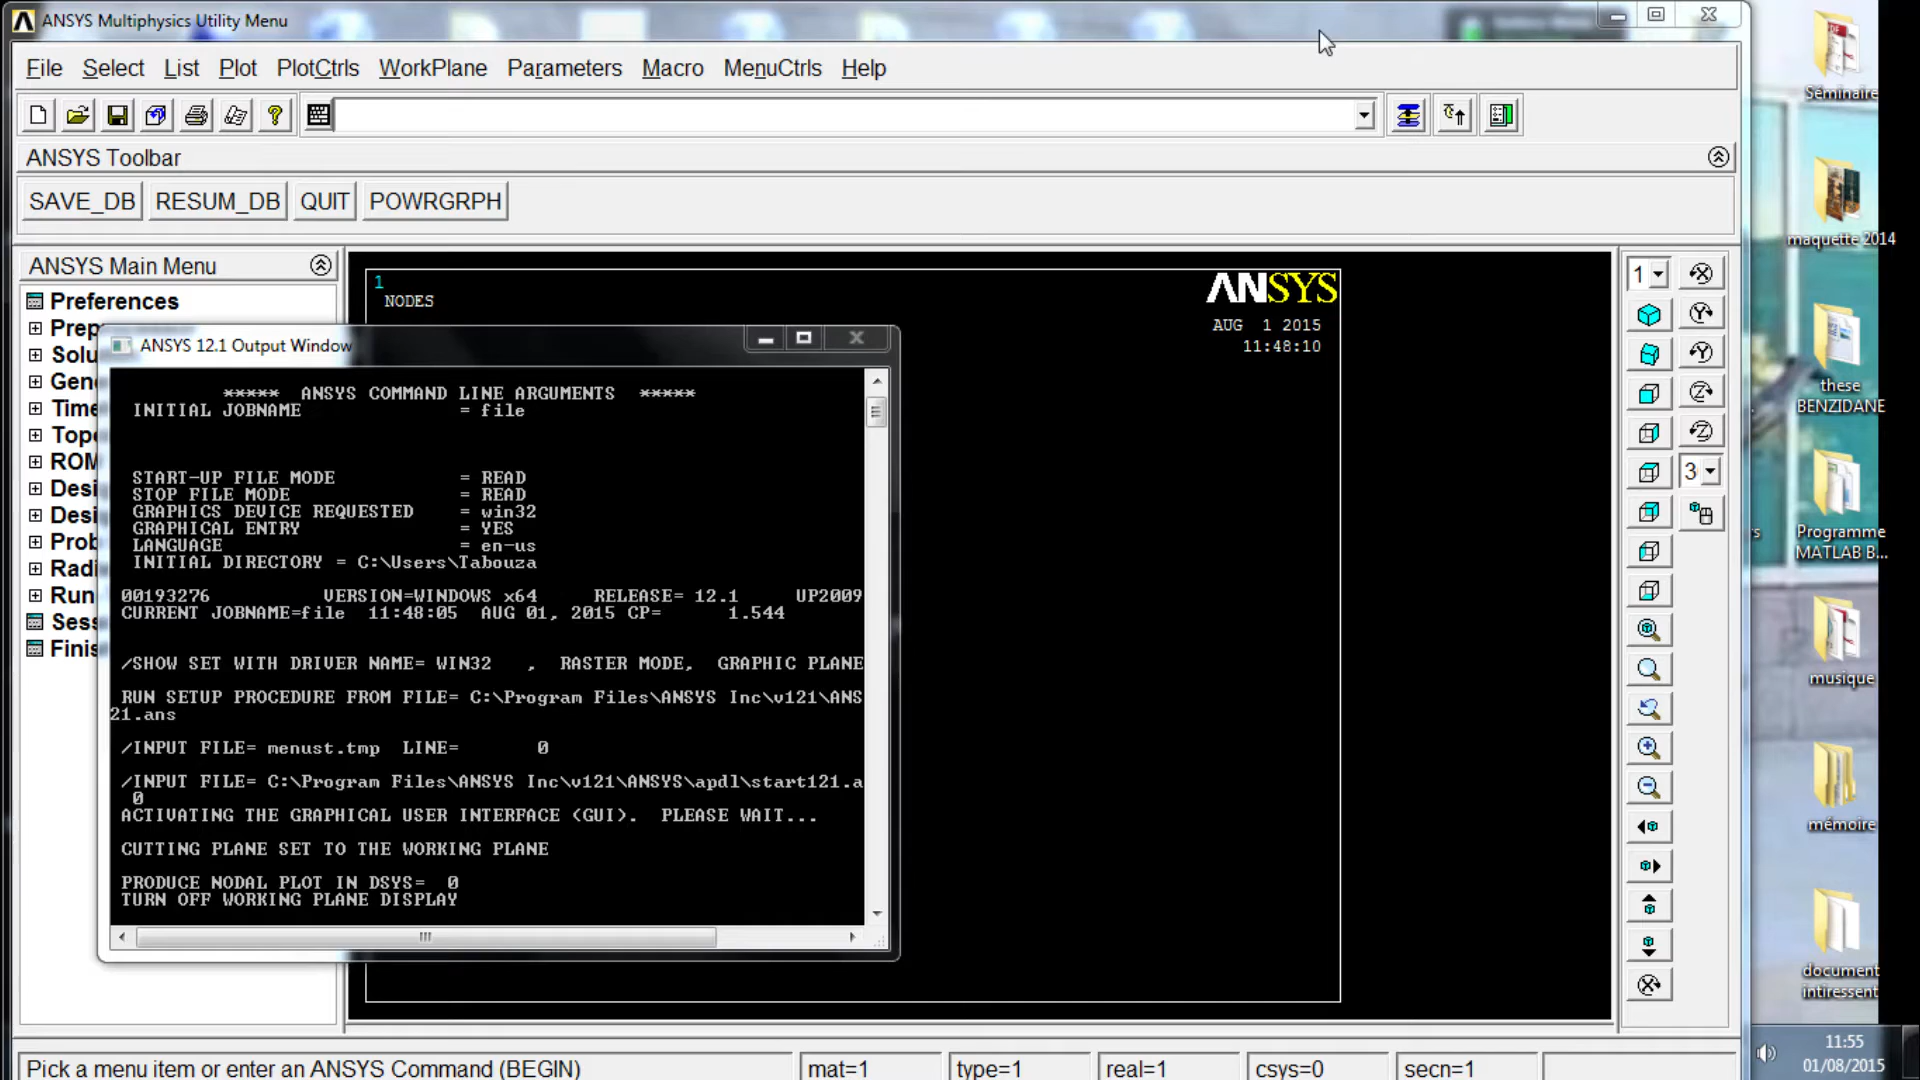 ANSYS Multiphysics Utility Menu
File Select List Plot PlotCtrls WorkPlane Parameters Macro MenuCtrls Help
ANSYS Toolbar
SAVE_DB RESUM_DB QUIT POWRGRPH
ANSYS Main Menu
Preferences
Prep
Solu
Gene
Time
Topo
ROM
Desi
Desi
Prob
Radi
Run
Sess
Finis
1
NODES
ANSYS
AUG 1 2015
11:48:10
ANSYS 12.1 Output Window
***** ANSYS COMMAND LINE ARGUMENTS *****
INITIAL JOBNAME = file
START-UP FILE MODE = READ
STOP FILE MODE = READ
GRAPHICS DEVICE REQUESTED = win32
GRAPHICAL ENTRY = YES
LANGUAGE = en-us
INITIAL DIRECTORY = C:\Users\Tabouza
00193276 VERSION=WINDOWS x64 RELEASE= 12.1 UP2009
CURRENT JOBNAME=file 11:48:05 AUG 01, 2015 CP= 1.544
/SHOW SET WITH DRIVER NAME= WIN32 , RASTER MODE, GRAPHIC PLANE
RUN SETUP PROCEDURE FROM FILE= C:\Program Files\ANSYS Inc\v121\ANS
21.ans
/INPUT FILE= menust.tmp LINE= 0
/INPUT FILE= C:\Program Files\ANSYS Inc\v121\ANSYS\apdl\start121.a
0
ACTIVATING THE GRAPHICAL USER INTERFACE (GUI). PLEASE WAIT...
CUTTING PLANE SET TO THE WORKING PLANE
PRODUCE NODAL PLOT IN DSYS= 0
TURN OFF WORKING PLANE DISPLAY
1
3
Séminaire
maquette 2014
these
BENZIDANE
Programme
MATLAB B...
musique
mémoire
document
intiressent
Pick a menu item or enter an ANSYS Command (BEGIN) mat=1 type=1 real=1 csys=0 secn=1
11:55
01/08/2015